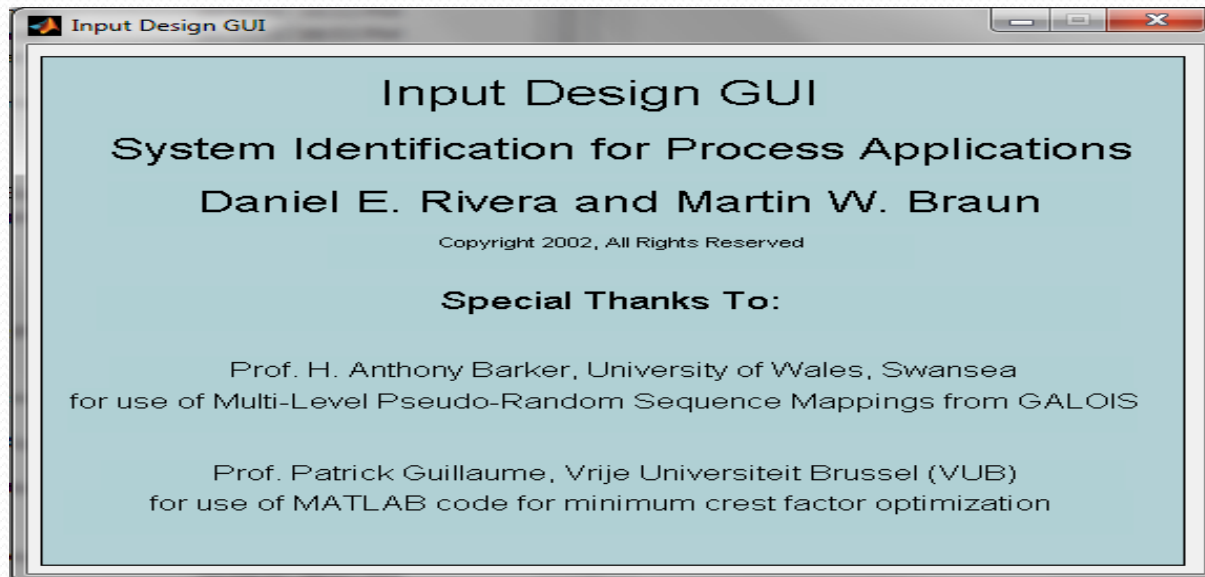 Input Design GUI
Input Design GUI
System Identification for Process Applications
Daniel E. Rivera and Martin W. Braun
Copyright 2002, All Rights Reserved
Special Thanks To:
Prof. H. Anthony Barker, University of Wales, Swansea
for use of Multi-Level Pseudo-Random Sequence Mappings from GALOIS
Prof. Patrick Guillaume, Vrije Universiteit Brussel (VUB)
for use of MATLAB code for minimum crest factor optimization